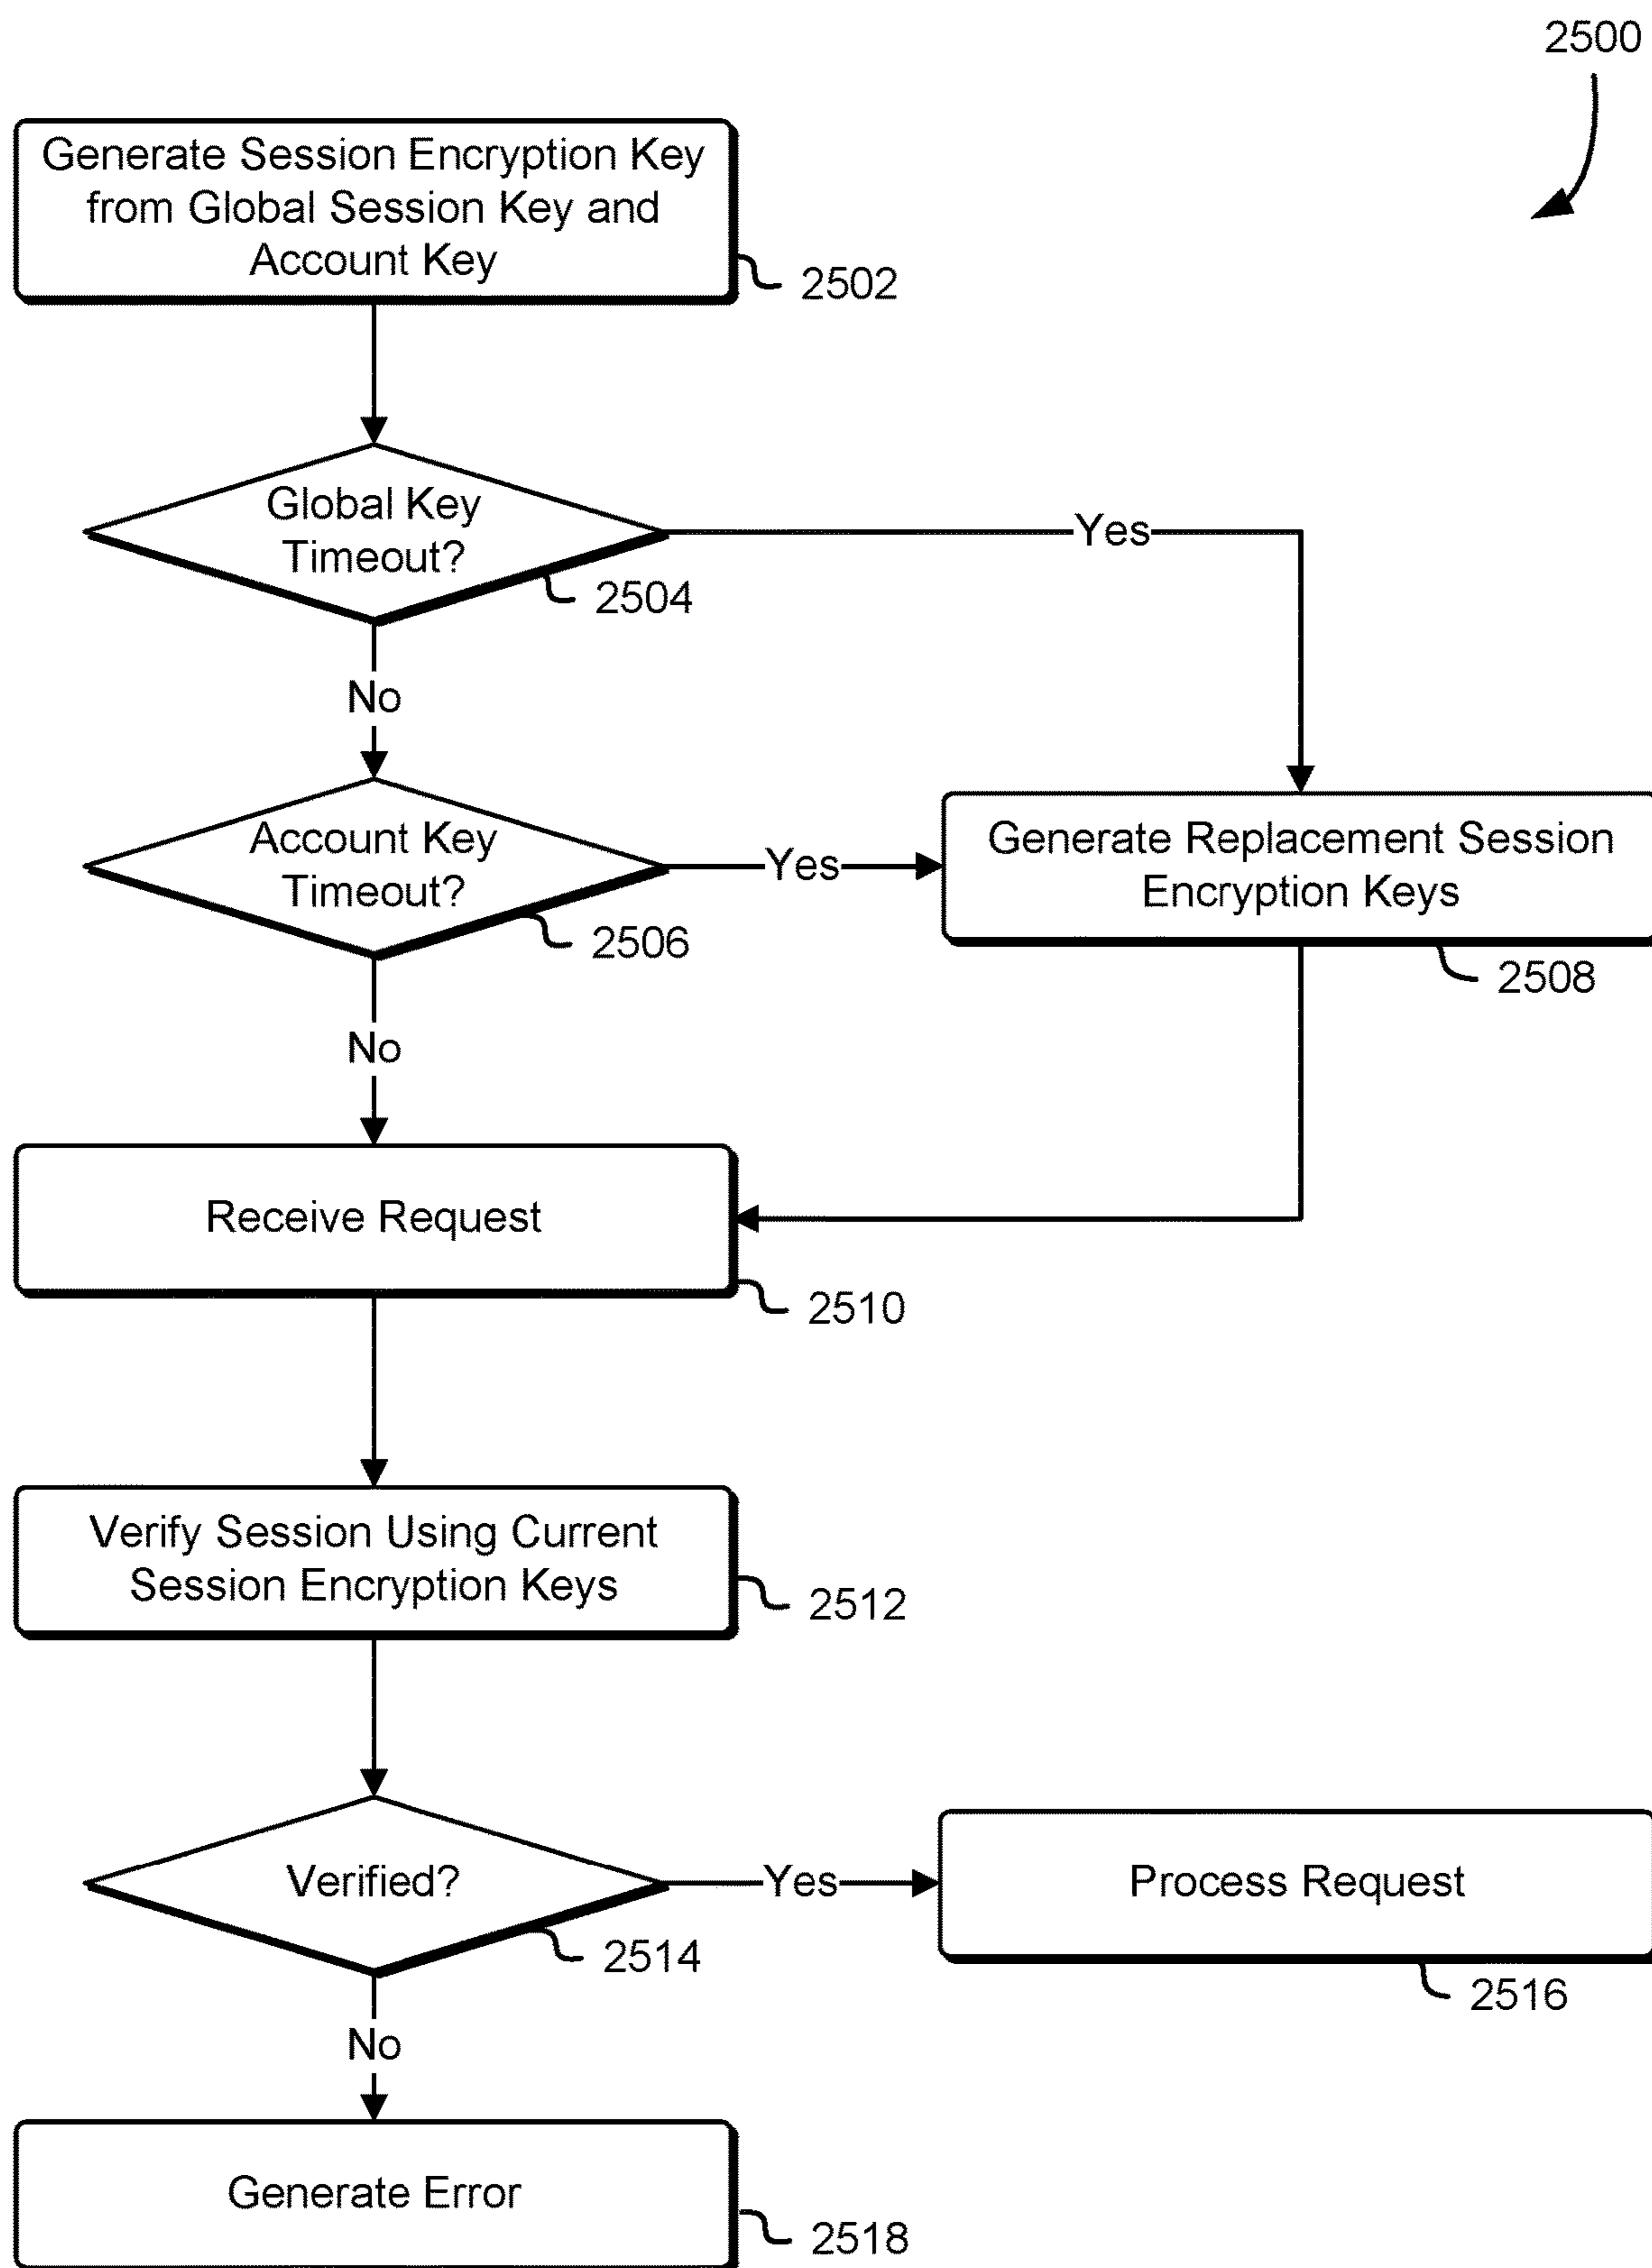 2500
Generate Session Encryption Key
from Global Session Key and
Account Key
2502
Global Key
Timeout?
2504
Yes
No
Account Key
Timeout?
2506
Yes
Generate Replacement Session
Encryption Keys
2508
No
Receive Request
2510
Verify Session Using Current
Session Encryption Keys
2512
Verified?
2514
Yes
Process Request
2516
No
Generate Error
2518